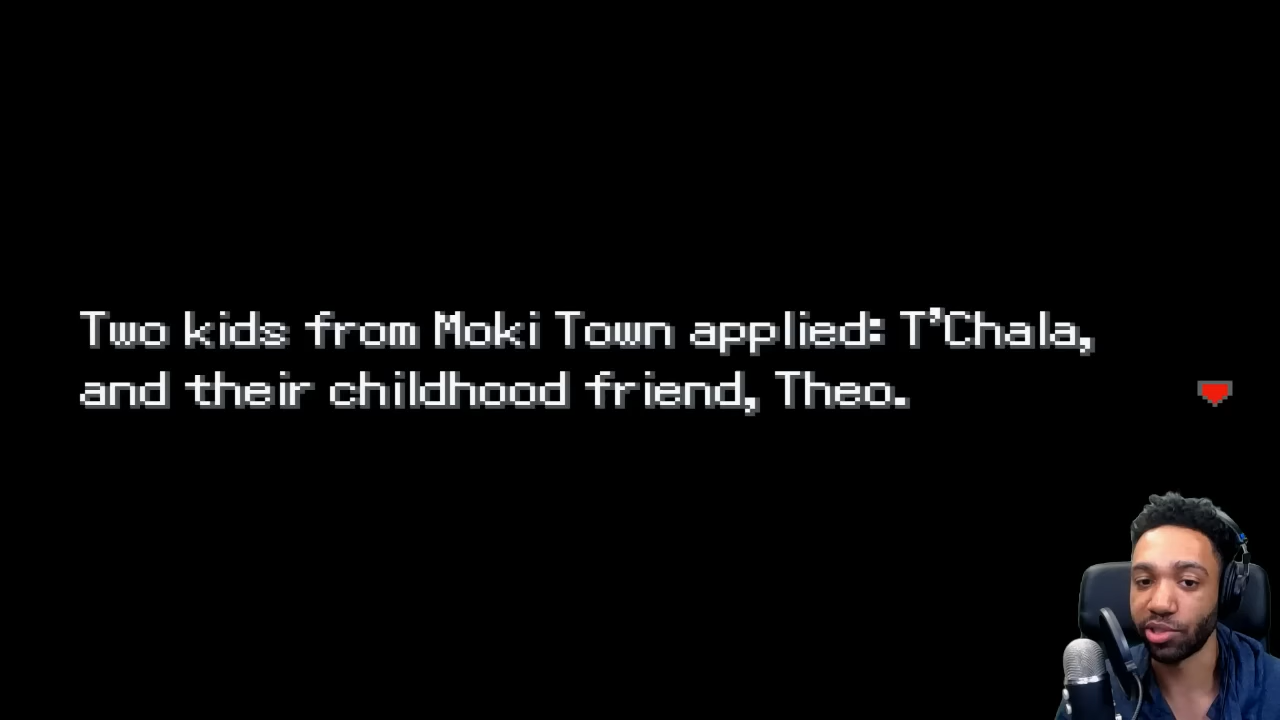 Two kids from Moki Town applied: T'Chala,
and their childhood friend, Theo.